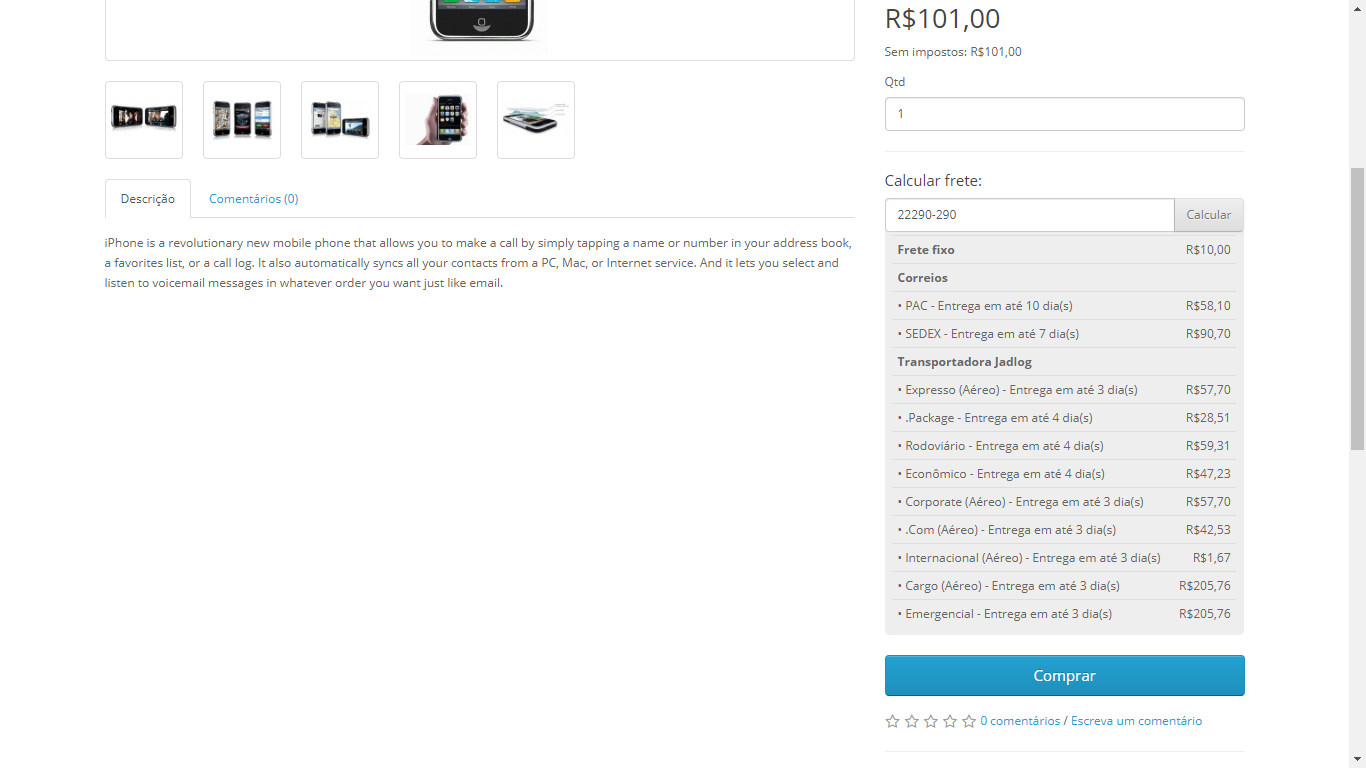 R$101,00
Sem impostos: R$101,00
Qtd
1
Calcular frete:
22290-290 Calcular
Frete fixo R$10,00
Correios
• PAC - Entrega em até 10 dia(s) R$58,10
• SEDEX - Entrega em até 7 dia(s) R$90,70
Transportadora Jadlog
• Expresso (Aéreo) - Entrega em até 3 dia(s) R$57,70
• .Package - Entrega em até 4 dia(s) R$28,51
• Rodoviário - Entrega em até 4 dia(s) R$59,31
• Econômico - Entrega em até 4 dia(s) R$47,23
• Corporate (Aéreo) - Entrega em até 3 dia(s) R$57,70
• .Com (Aéreo) - Entrega em até 3 dia(s) R$42,53
• Internacional (Aéreo) - Entrega em até 3 dia(s) R$1,67
• Cargo (Aéreo) - Entrega em até 3 dia(s) R$205,76
• Emergencial - Entrega em até 3 dia(s) R$205,76
Comprar
0 comentários / Escreva um comentário
Descrição Comentários (0)
iPhone is a revolutionary new mobile phone that allows you to make a call by simply tapping a name or number in your address book,
a favorites list, or a call log. It also automatically syncs all your contacts from a PC, Mac, or Internet service. And it lets you select and
listen to voicemail messages in whatever order you want just like email.